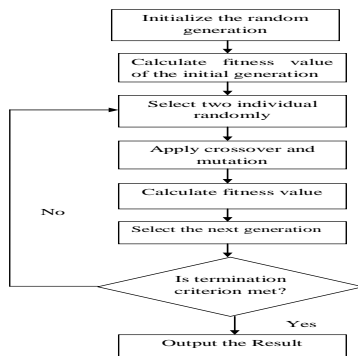 Initialize the random
generation
Calculate fitness value
of the initial generation
Select two individual
randomly
Apply crossover and
mutation
Calculate fitness value
No
Select the next generation
Is termination
criterion met?
Yes
Output the Result